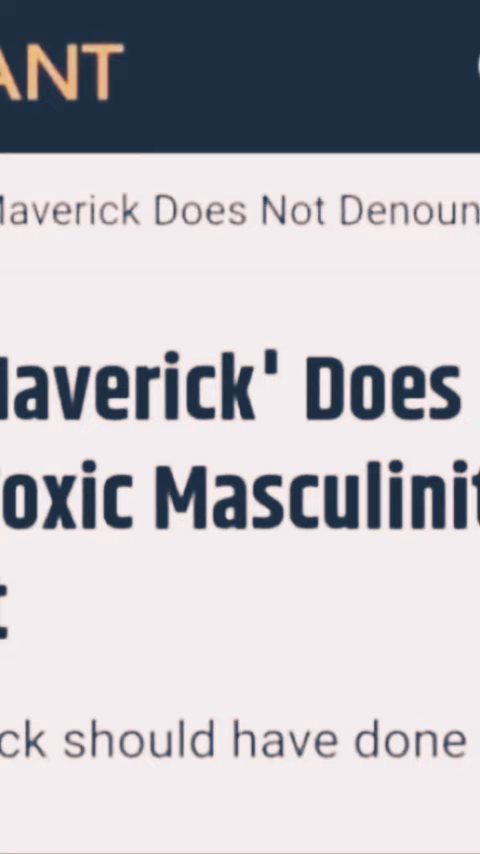 ANT
Maverick Does Not Denoun
Maverick' Does
Toxic Masculinit
t
ck should have done